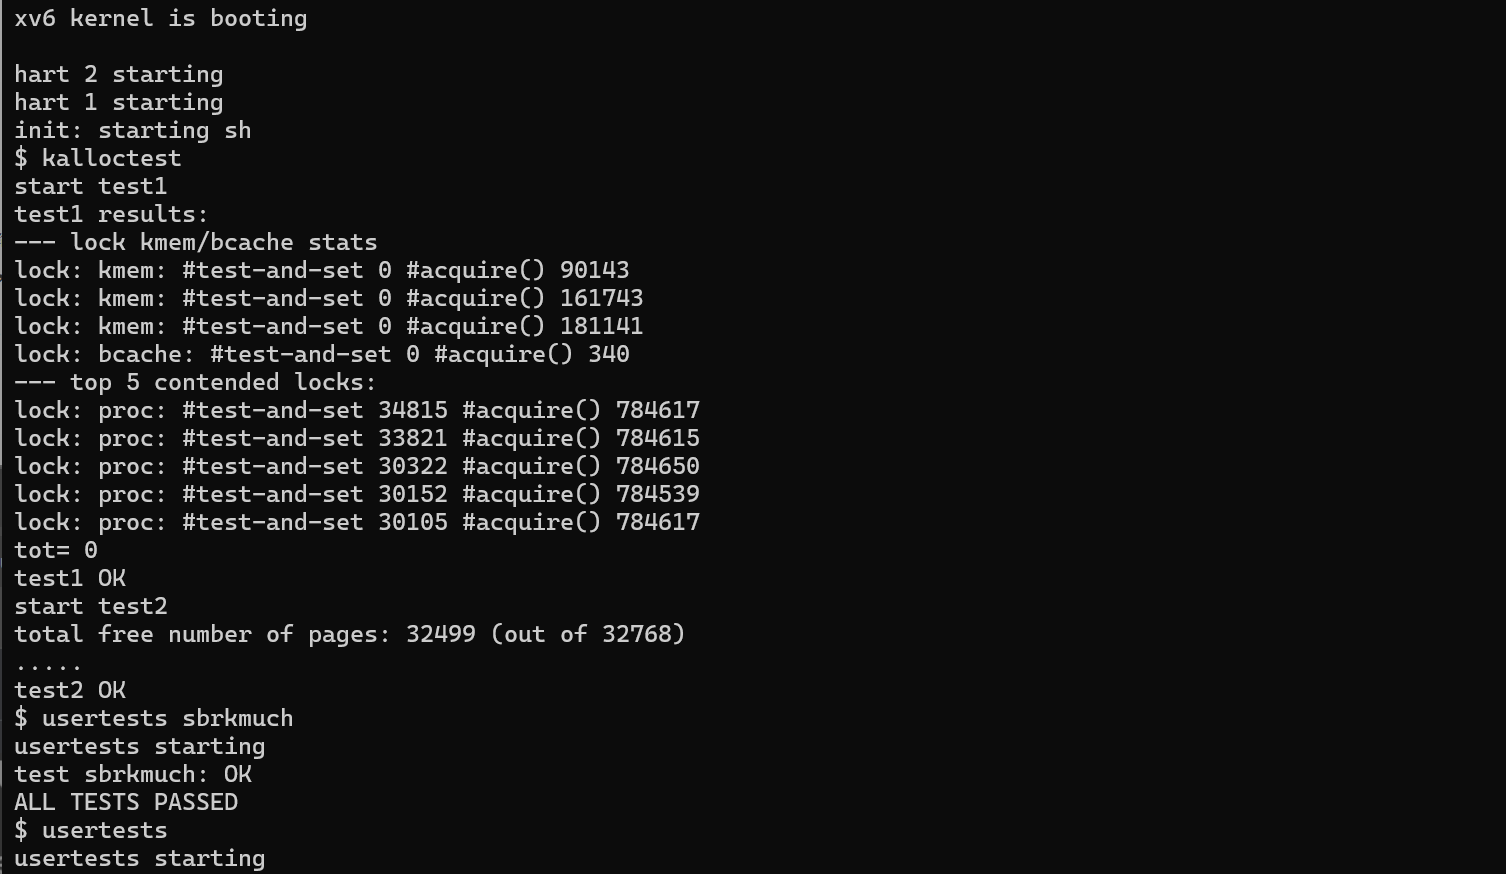 xv6 kernel is booting
hart 2 starting
hart 1 starting
init: starting sh
$ kalloctest
start test1
test1 results:
--- lock kmem/bcache stats
lock: kmem: #test-and-set 0 #acquire() 90143
lock: kmem: #test-and-set 0 #acquire() 161743
lock: kmem: #test-and-set 0 #acquire() 181141
lock: bcache: #test-and-set 0 #acquire() 340
--- top 5 contended locks:
lock: proc: #test-and-set 34815 #acquire() 784617
lock: proc: #test-and-set 33821 #acquire() 784615
lock: proc: #test-and-set 30322 #acquire() 784650
lock: proc: #test-and-set 30152 #acquire() 784539
lock: proc: #test-and-set 30105 #acquire() 784617
tot= 0
test1 OK
start test2
total free number of pages: 32499 (out of 32768)
.....
test2 OK
$ usertests sbrkmuch
usertests starting
test sbrkmuch: OK
ALL TESTS PASSED
$ usertests
usertests starting